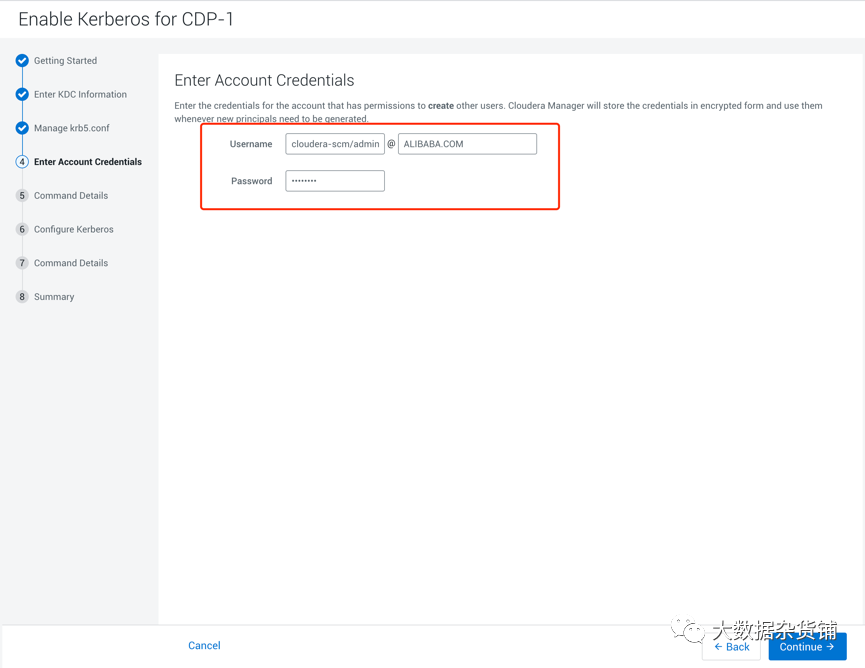 Enable Kerberos for CDP-1
Getting Started
Enter KDC Information
Manage krb5.conf
4 Enter Account Credentials
5 Command Details
6 Configure Kerberos
7 Command Details
8 Summary
Enter Account Credentials
Enter the credentials for the account that has permissions to create other users. Cloudera Manager will store the credentials in encrypted form and use them
whenever new principals need to be generated.
Username cloudera-scm/admin @ ALIBABA.COM
Password ••••••••
大数据杂货铺
Cancel
← Back
Continue →